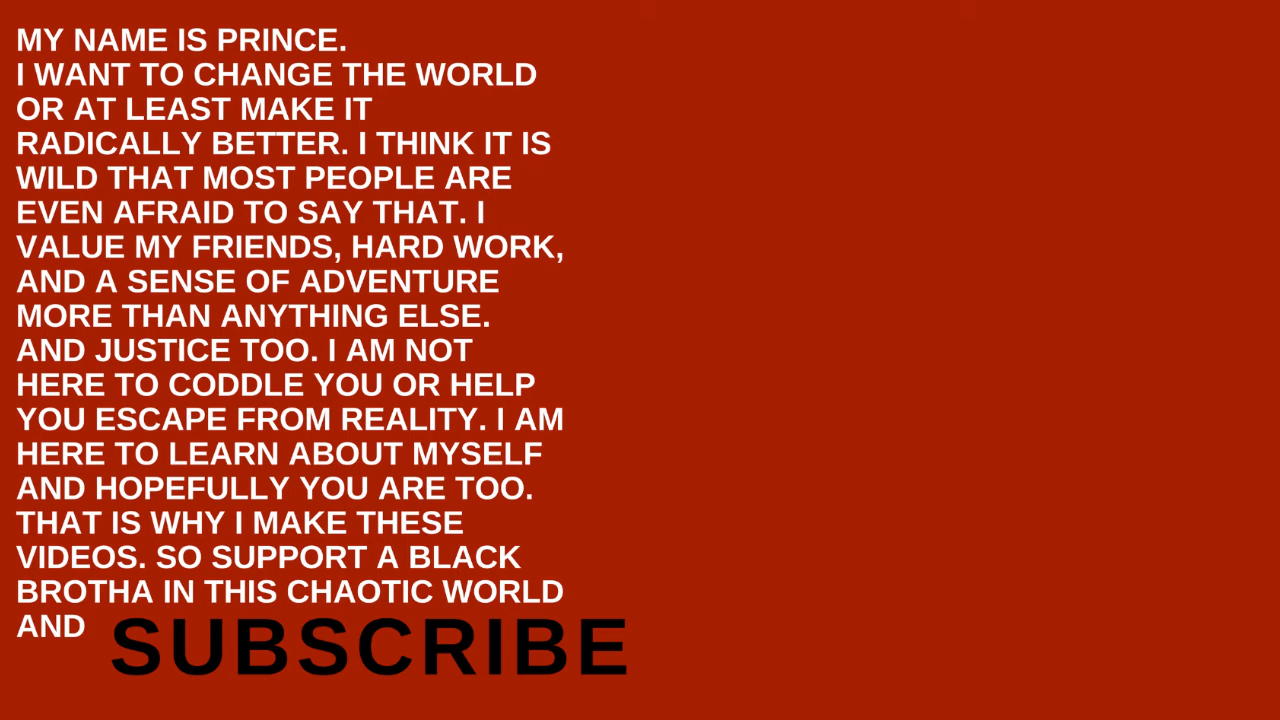 MY NAME IS PRINCE.
I WANT TO CHANGE THE WORLD
OR AT LEAST MAKE IT
RADICALLY BETTER. I THINK IT IS
WILD THAT MOST PEOPLE ARE
EVEN AFRAID TO SAY THAT. I
VALUE MY FRIENDS, HARD WORK,
AND A SENSE OF ADVENTURE
MORE THAN ANYTHING ELSE.
AND JUSTICE TOO. I AM NOT
HERE TO CODDLE YOU OR HELP
YOU ESCAPE FROM REALITY. I AM
HERE TO LEARN ABOUT MYSELF
AND HOPEFULLY YOU ARE TOO.
THAT IS WHY I MAKE THESE
VIDEOS. SO SUPPORT A BLACK
BROTHA IN THIS CHAOTIC WORLD
AND SUBSCRIBE